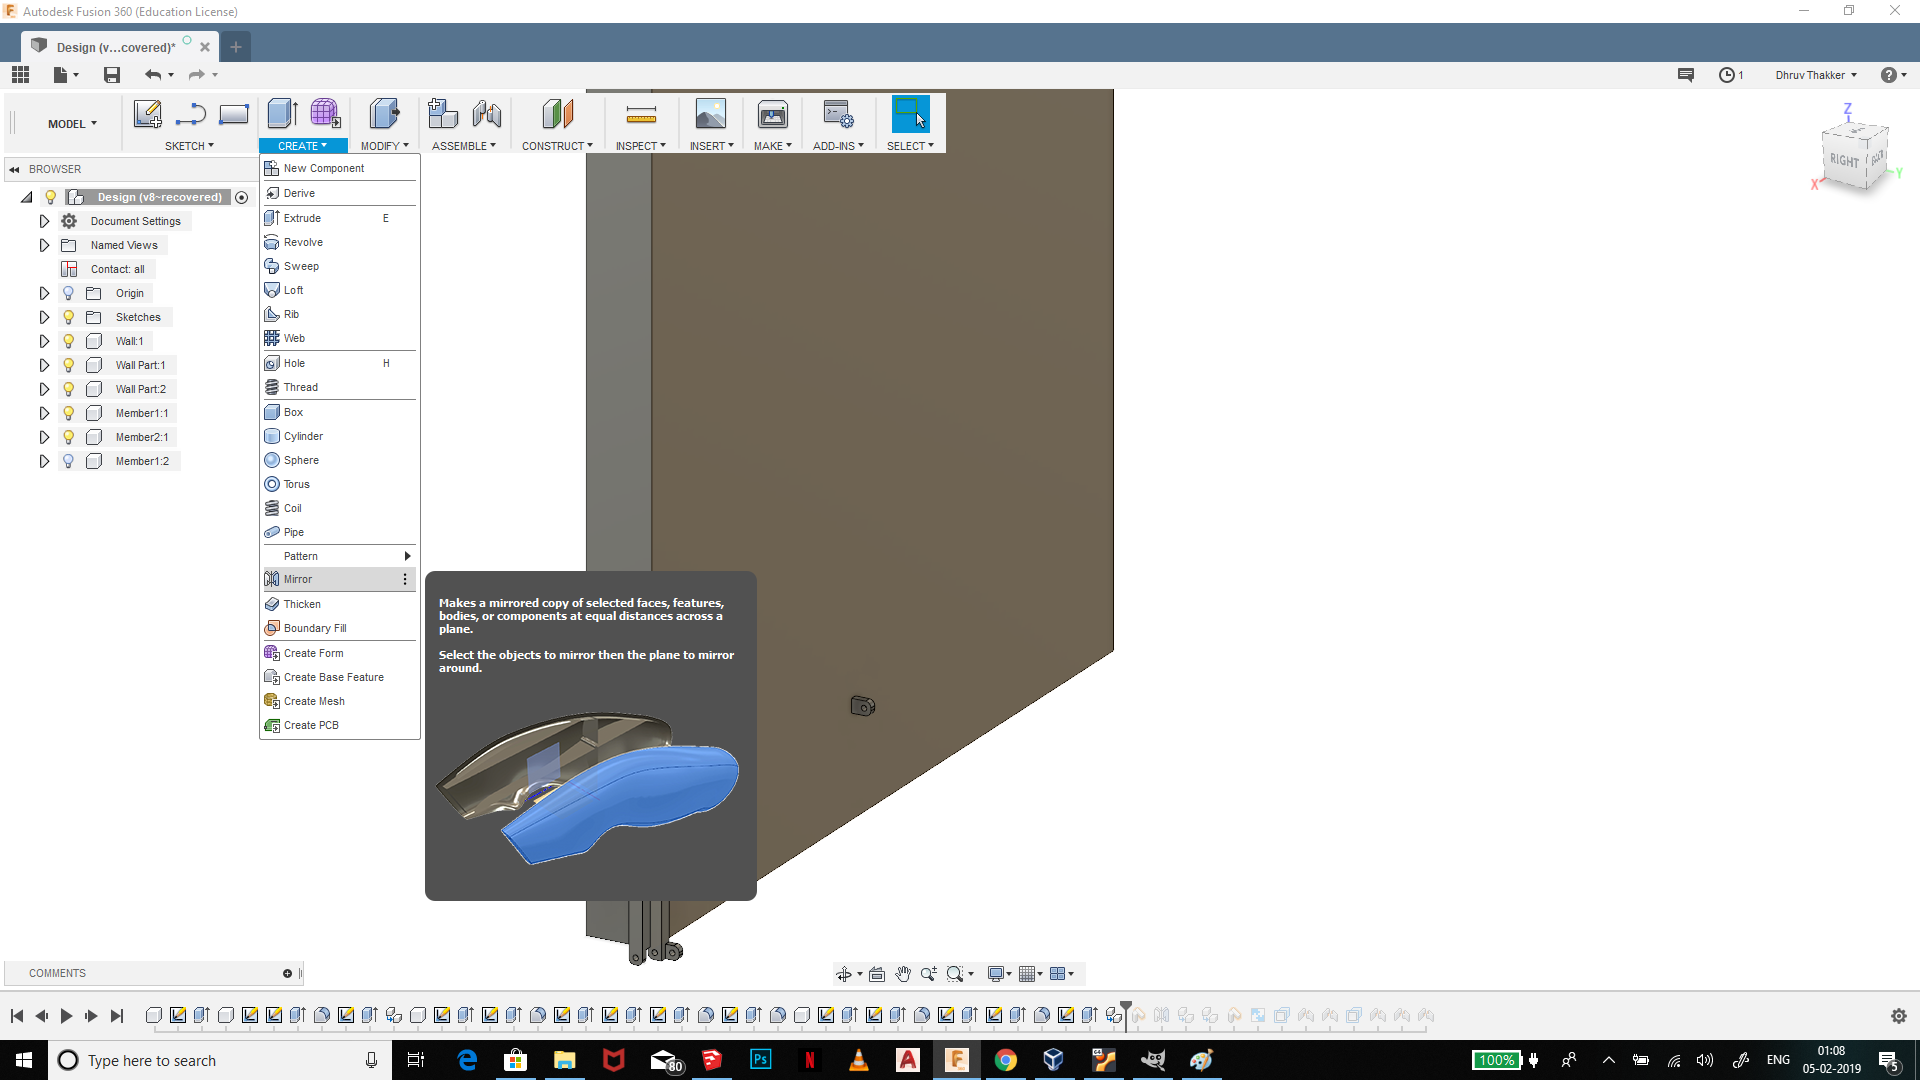 Autodesk Fusion 360 (Education License)
Design (v...covered)*
1
Dhruv Thakker
MODEL
SKETCH
CREATE
MODIFY
ASSEMBLE
CONSTRUCT
INSPECT
INSERT
MAKE
ADD-INS
SELECT
BROWSER
Design (v8~recovered)
Document Settings
Named Views
Contact: all
Origin
Sketches
Wall:1
Wall Part:1
Wall Part:2
Member1:1
Member2:1
Member1:2
New Component
Derive
Extrude E
Revolve
Sweep
Loft
Rib
Web
Hole H
Thread
Box
Cylinder
Sphere
Torus
Coil
Pipe
Pattern
Mirror
Thicken
Boundary Fill
Create Form
Create Base Feature
Create Mesh
Create PCB
Makes a mirrored copy of selected faces, features,
bodies, or components at equal distances across a
plane.
Select the objects to mirror then the plane to mirror
around.
Z
RIGHT
X
Y
COMMENTS
Type here to search
80
Ps
100%
ENG
01:08
05-02-2019
5